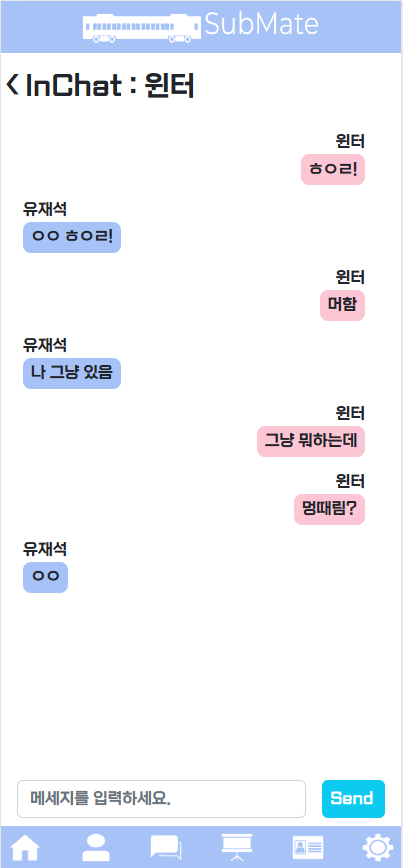 SubMate
InChat : 윈터
윈터
ㅎㅇㄹ!
유재석
ㅇㅇ ㅎㅇㄹ!
윈터
머함
유재석
나 그냥 있음
윈터
그냥 뭐하는데
윈터
멍때림?
유재석
ㅇㅇ
메세지를 입력하세요.
Send